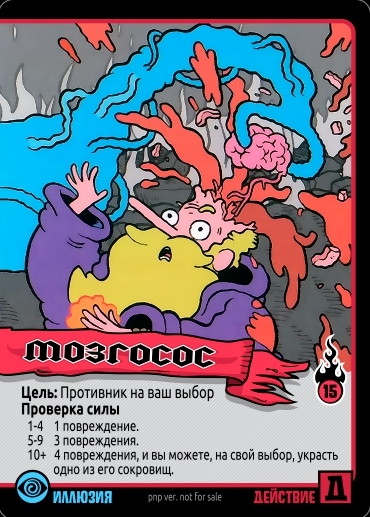 мозгосос
15
Цель: Противник на ваш выбор
Проверка силы
1-4 1 повреждение.
5-9 3 повреждения.
10+ 4 повреждения, и вы можете, на свой выбор, украсть
одно из его сокровищ.
ИЛЛЮЗИЯ pnp ver. not for sale ДЕЙСТВИЕ Д